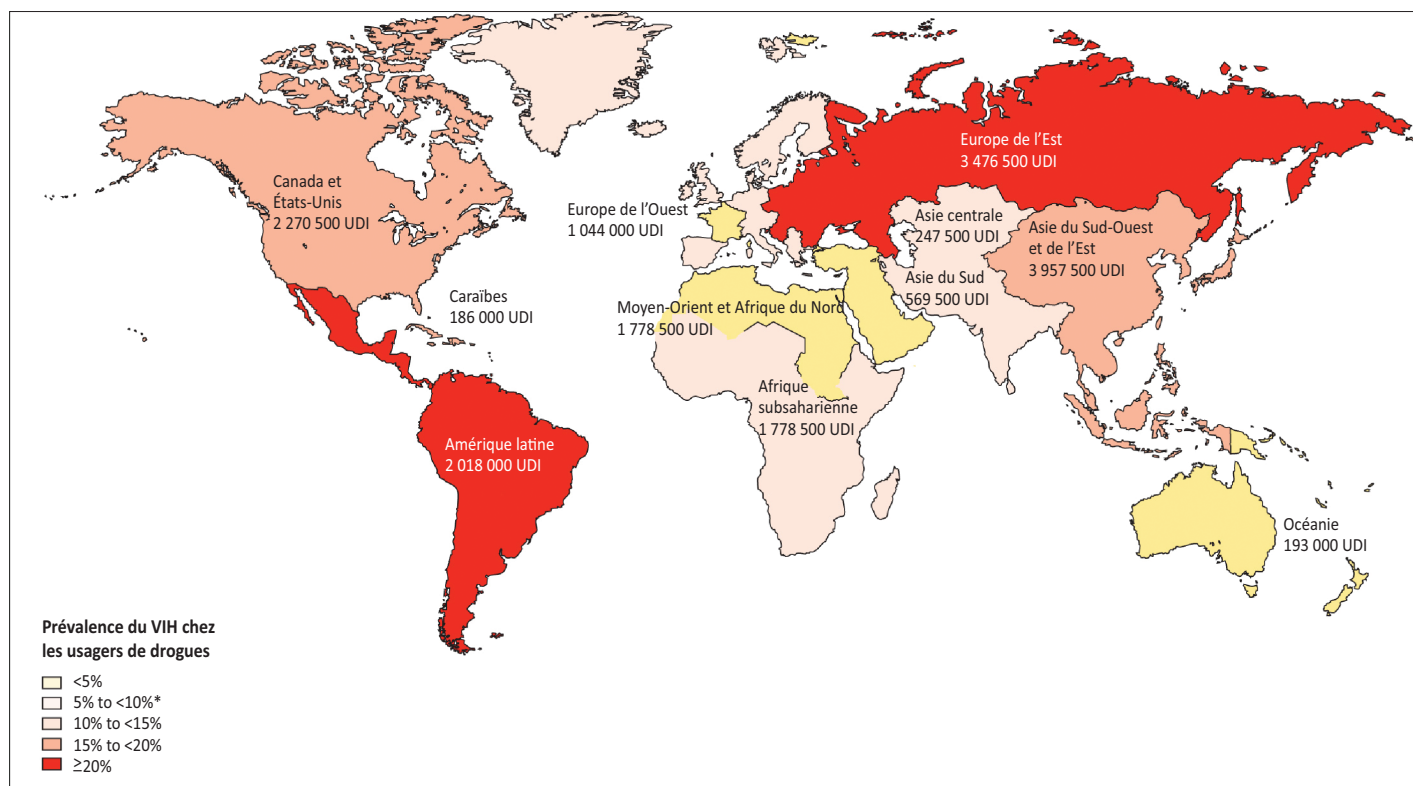 Europe de l’Est
3 476 500 UDI
Canada et
États-Unis
2 270 500 UDI
Europe de l’Ouest
1 044 000 UDI
Asie centrale
247 500 UDI
Asie du Sud-Ouest
et de l’Est
3 957 500 UDI
Asie du Sud
569 500 UDI
Caraïbes
186 000 UDI
Moyen-Orient et Afrique du Nord
1 778 500 UDI
Afrique
subsaharienne
1 778 500 UDI
Amérique latine
2 018 000 UDI
Océanie
193 000 UDI
Prévalence du VIH chez
les usagers de drogues
<5%
5% to <10%*
10% to <15%
15% to <20%
≥20%